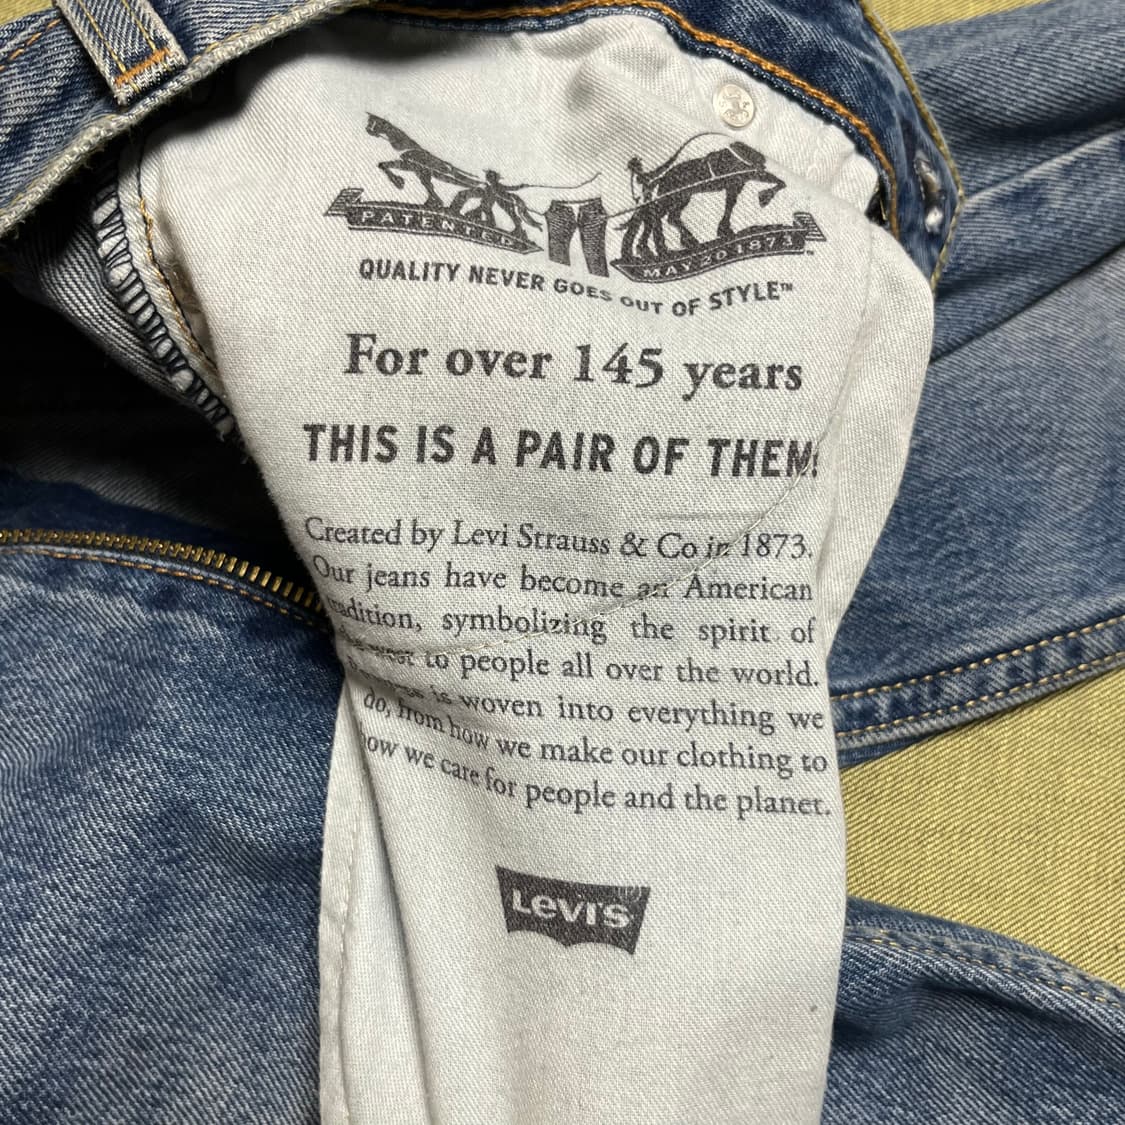 PATENTED
MAY 20 1873
QUALITY NEVER GOES OUT OF STYLE™
For over 145 years
THIS IS A PAIR OF THEM!
Created by Levi Strauss & Co in 1873.
Our jeans have become an American
tradition, symbolizing the spirit of
the west to people all over the world.
is woven into everything we
do, from how we make our clothing to
how we care for people and the planet.
LEVI'S